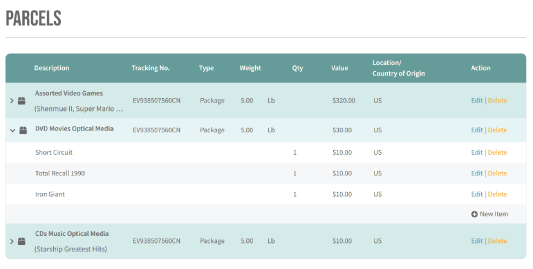 PARCELS
Description Tracking No. Type Weight Qty Value Location/ Country of Origin Action
Assorted Video Games
(Shenmue II, Super Mario ... EV938507560CN Package 5.00 Lb $320.00 US Edit | Delete
DVD Movies Optical Media EV938507560CN Package 5.00 Lb $30.00 US Edit | Delete
Short Circuit 1 $10.00 US Edit | Delete
Total Recall 1990 1 $10.00 US Edit | Delete
Iron Giant 1 $10.00 US Edit | Delete
New Item
CDs Music Optical Media
(Starship Greatest Hits) EV938507560CN Package 5.00 Lb $10.00 US Edit | Delete